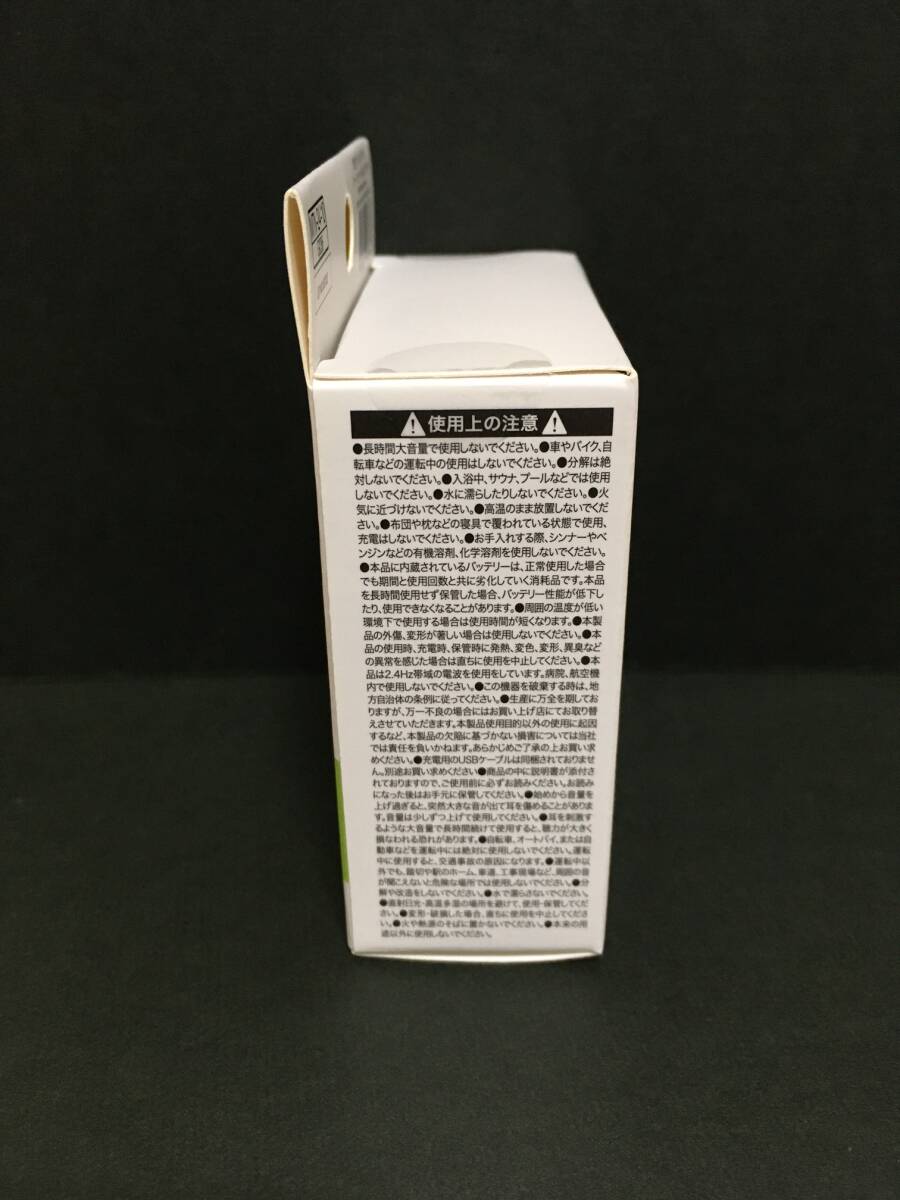 使用上の注意
●長時間大音量で使用しないでください。●車やバイク、自
転車などの運転中の使用はしないでください。●分解は絶
対しないでください。●入浴中、サウナ、プールなどでは使用
しないでください。●水に濡らしたりしないでください。●火
気に近づけないでください。●高温のまま放置しないでくだ
さい。●布団や枕などの寝具で覆われている状態で使用、
充電はしないでください。●お手入れする際、シンナーやベ
ンジンなどの有機溶剤、化学溶剤を使用しないでください。
●本品に内蔵されているバッテリーは、正常使用した場合
でも期間と使用回数と共に劣化していく消耗品です。本品
を長時間使用せず保管した場合、バッテリー性能が低下し
たり、使用できなくなることがあります。●周囲の温度が低い
環境下で使用する場合は使用時間が短くなります。●本製
品の外傷、変形が著しい場合は使用しないでください。●本
品の使用時、充電時、保管時に発熱、変色、変形、異臭など
の異常を感じた場合は直ちに使用を中止してください。●本
品は2.4Hz帯域の電波を使用をしています。病院、航空機
内で使用しないでください。●この機器を破棄する時は、地
方自治体の条例に従ってください。●生産に万全を期してお
りますが、万一不良の場合にはお買い上げ店にてお取り替
えさせていただきます。本製品使用目的以外の使用に起因
するなど、本製品の欠陥に基づかない損害については当社
では責任を負いかねます。あらかじめご了承の上お買い求
めください。●充電用のUSBケーブルは同梱されておりませ
ん。別途お買い求めください●商品の中に説明書が添付さ
れておりますので、ご使用前に必ずお読みください。お読み
になった後はお手元に保管してください。●始めから音量を
上げ過ぎると、突然大きな音が出て耳を傷めることがありま
す。音量は少しずつ上げて使用してください。●耳を刺激す
るような大音量で長時間続けて使用すると、聴力が大きく
損なわれる恐れがあります。●自転車、オートバイ、または自
動車などを運転中には絶対に使用しないでください。運転
中に使用すると、交通事故の原因になります。●運転中以
外でも、踏切や駅のホーム、車道、工事現場など、周囲の音
が聞こえないと危険な場所では使用しないでください。●分
解や改造をしないでください。●水で濡らさないでください。
●直射日光・高温多湿の場所を避けて、使用・保管してくだ
さい。●変形・破損した場合、直ちに使用を中止してください。
●火や熱源のそばに置かないでください。●本来の用
途以外に使用しないでください。